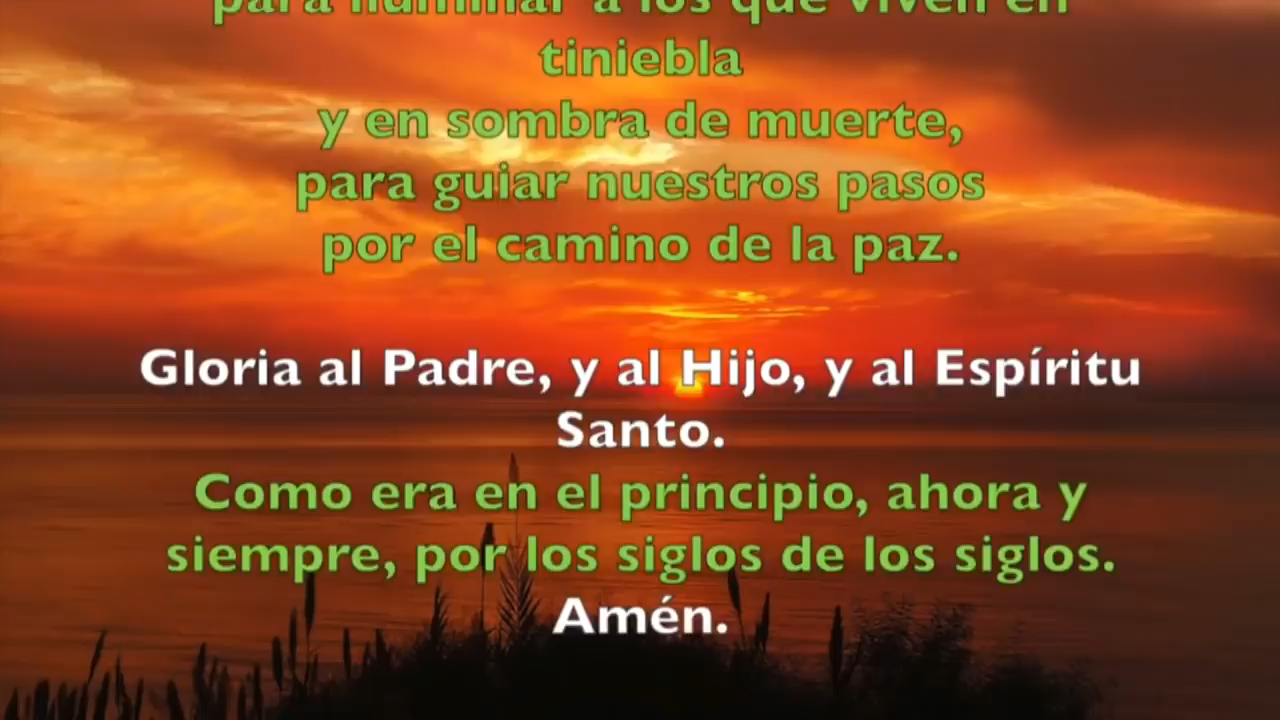 para iluminar a los que viven en
tiniebla
y en sombra de muerte,
para guiar nuestros pasos
por el camino de la paz.
Gloria al Padre, y al Hijo, y al Espíritu
Santo.
Como era en el principio, ahora y
siempre, por los siglos de los siglos.
Amén.